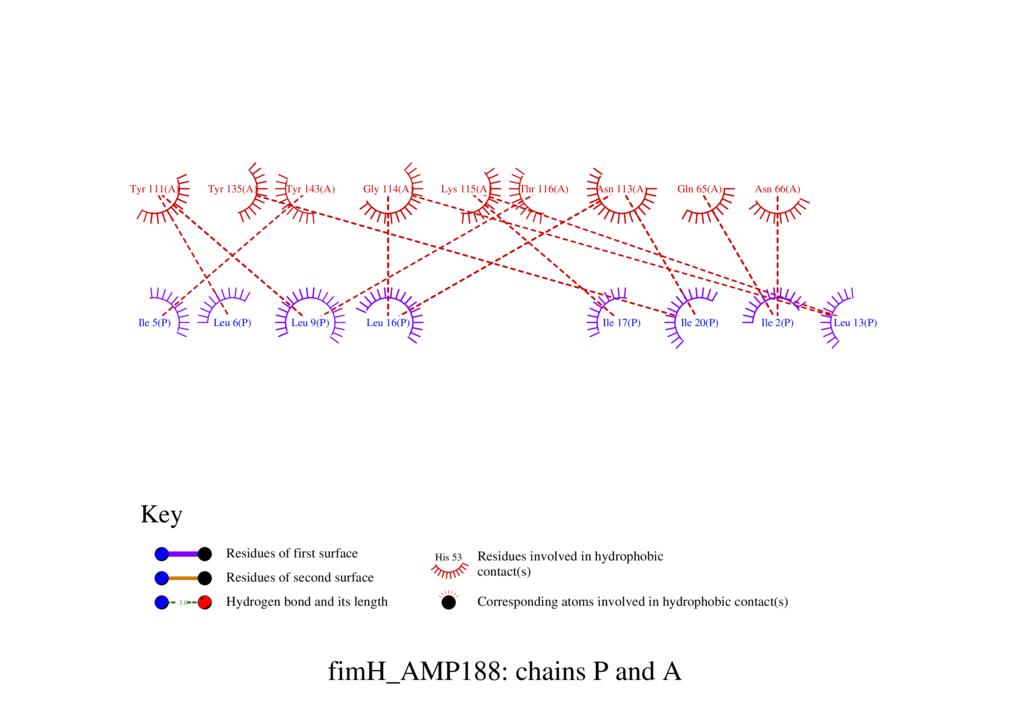 Tyr 111(A) Tyr 135(A) Tyr 143(A) Gly 114(A) Lys 115(A) Thr 116(A) Asn 113(A) Gln 65(A) Asn 66(A)
Ile 5(P) Leu 6(P) Leu 9(P) Leu 16(P) Ile 17(P) Ile 20(P) Ile 2(P) Leu 13(P)
Key
Residues of first surface
Residues of second surface
3.0
Hydrogen bond and its length
His 53
Residues involved in hydrophobic
contact(s)
Corresponding atoms involved in hydrophobic contact(s)
fimH_AMP188: chains P and A